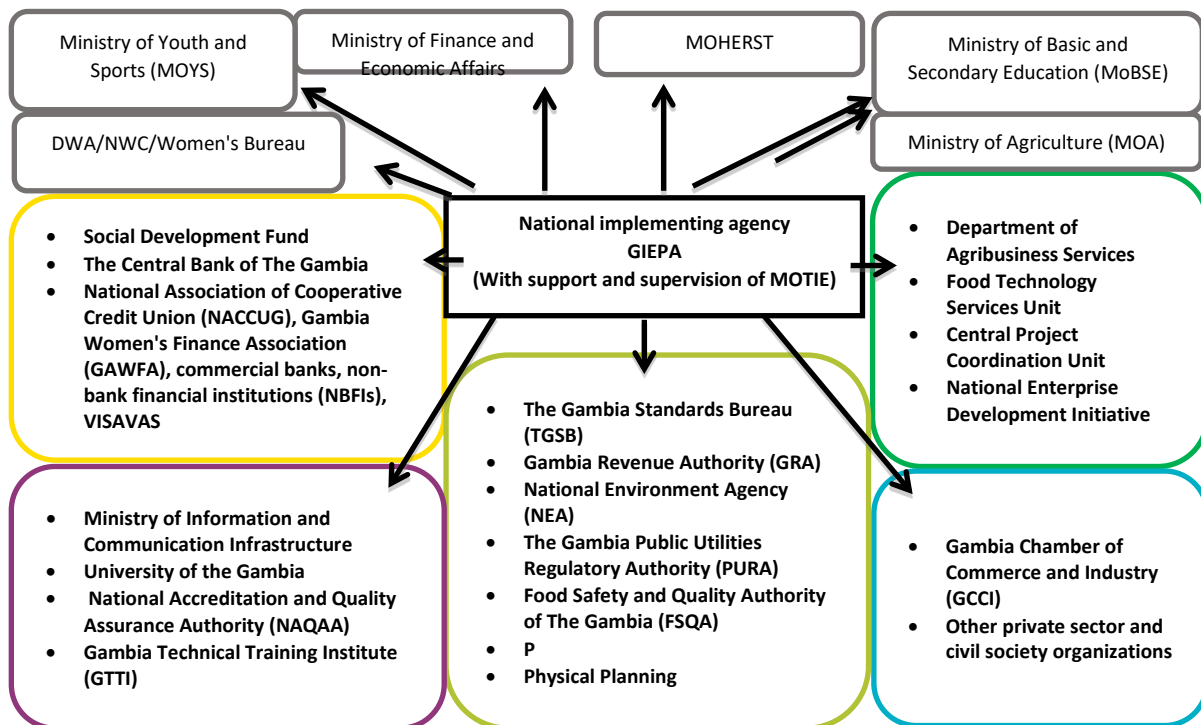 Ministry of Youth and
Sports (MOYS)
Ministry of Finance and
Economic Affairs
MOHERST
Ministry of Basic and
Secondary Education (MoBSE)
DWA/NWC/Women's Bureau
Ministry of Agriculture (MOA)
National implementing agency
GIEPA
(With support and supervision of MOTIE)
• Social Development Fund
• The Central Bank of The Gambia
• National Association of Cooperative
Credit Union (NACCUG), Gambia
Women's Finance Association
(GAWFA), commercial banks, non-
bank financial institutions (NBFIs),
VISAVAS
• Department of
Agribusiness Services
• Food Technology
Services Unit
• Central Project
Coordination Unit
• National Enterprise
Development Initiative
• Ministry of Information and
Communication Infrastructure
• University of the Gambia
• National Accreditation and Quality
Assurance Authority (NAQAA)
• Gambia Technical Training Institute
(GTTI)
• The Gambia Standards Bureau
(TGSB)
• Gambia Revenue Authority (GRA)
• National Environment Agency
(NEA)
• The Gambia Public Utilities
Regulatory Authority (PURA)
• Food Safety and Quality Authority
of The Gambia (FSQA)
• P
• Physical Planning
• Gambia Chamber of
Commerce and Industry
(GCCI)
• Other private sector and
civil society organizations